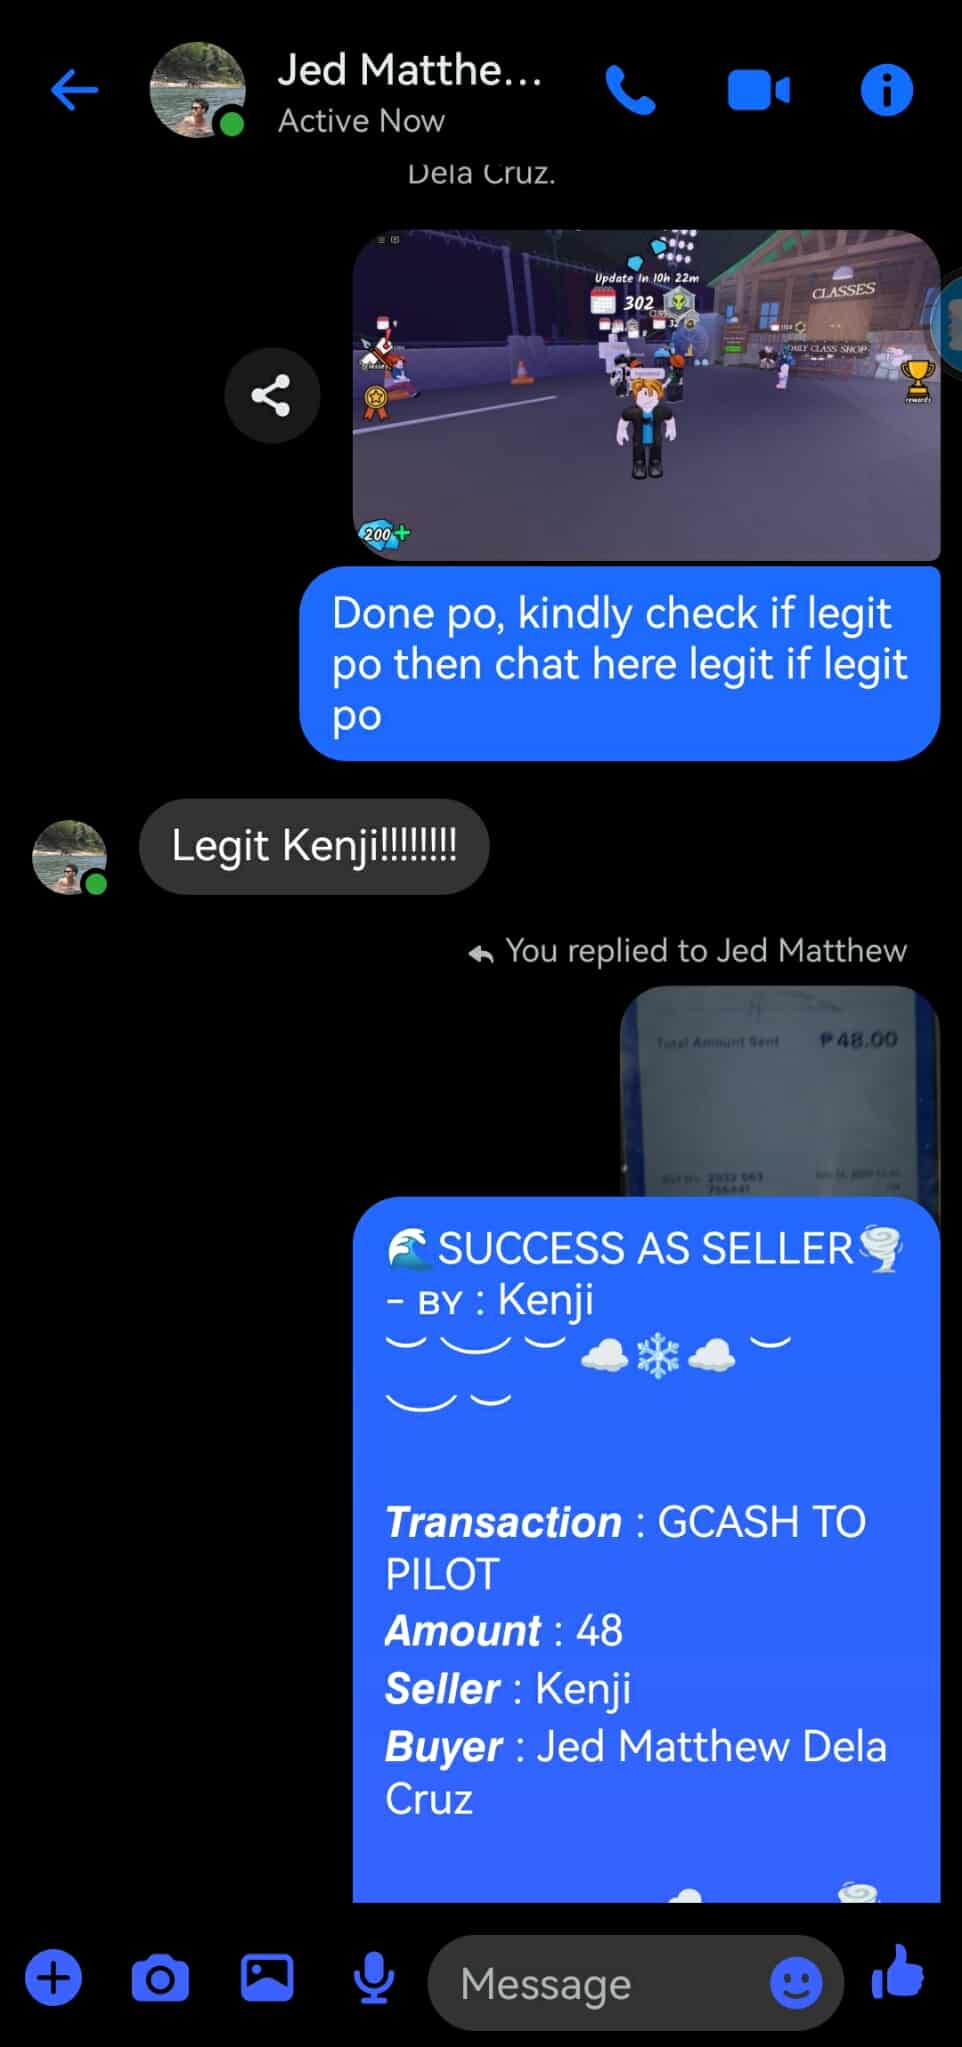 Jed Matthe...
Active Now
Dela Cruz.
Update In 10h 22m
302
CLASSES
DAILY CLASS SHOP
rewards
200+
Done po, kindly check if legit
po then chat here legit if legit
po
Legit Kenji!!!!!!!!
You replied to Jed Matthew
Total Amount Sent ₱48.00
🌊SUCCESS AS SELLER🌪️
- ʙʏ : Kenji
︶ ︶ ︶ ☁️❄️☁️ ︶
︶ ︶
Transaction : GCASH TO
PILOT
Amount : 48
Seller : Kenji
Buyer : Jed Matthew Dela
Cruz
Message